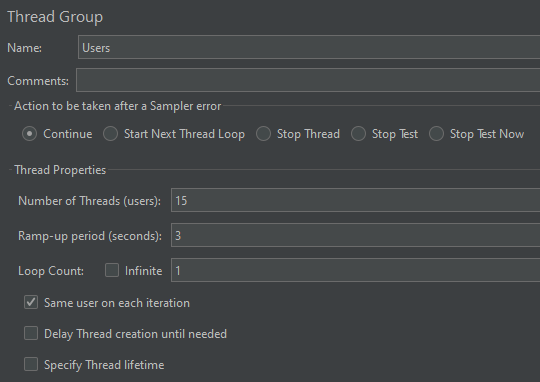 Thread Group
Name: Users
Comments:
Action to be taken after a Sampler error
Continue Start Next Thread Loop Stop Thread Stop Test Stop Test Now
Thread Properties
Number of Threads (users): 15
Ramp-up period (seconds): 3
Loop Count: Infinite 1
Same user on each iteration
Delay Thread creation until needed
Specify Thread lifetime